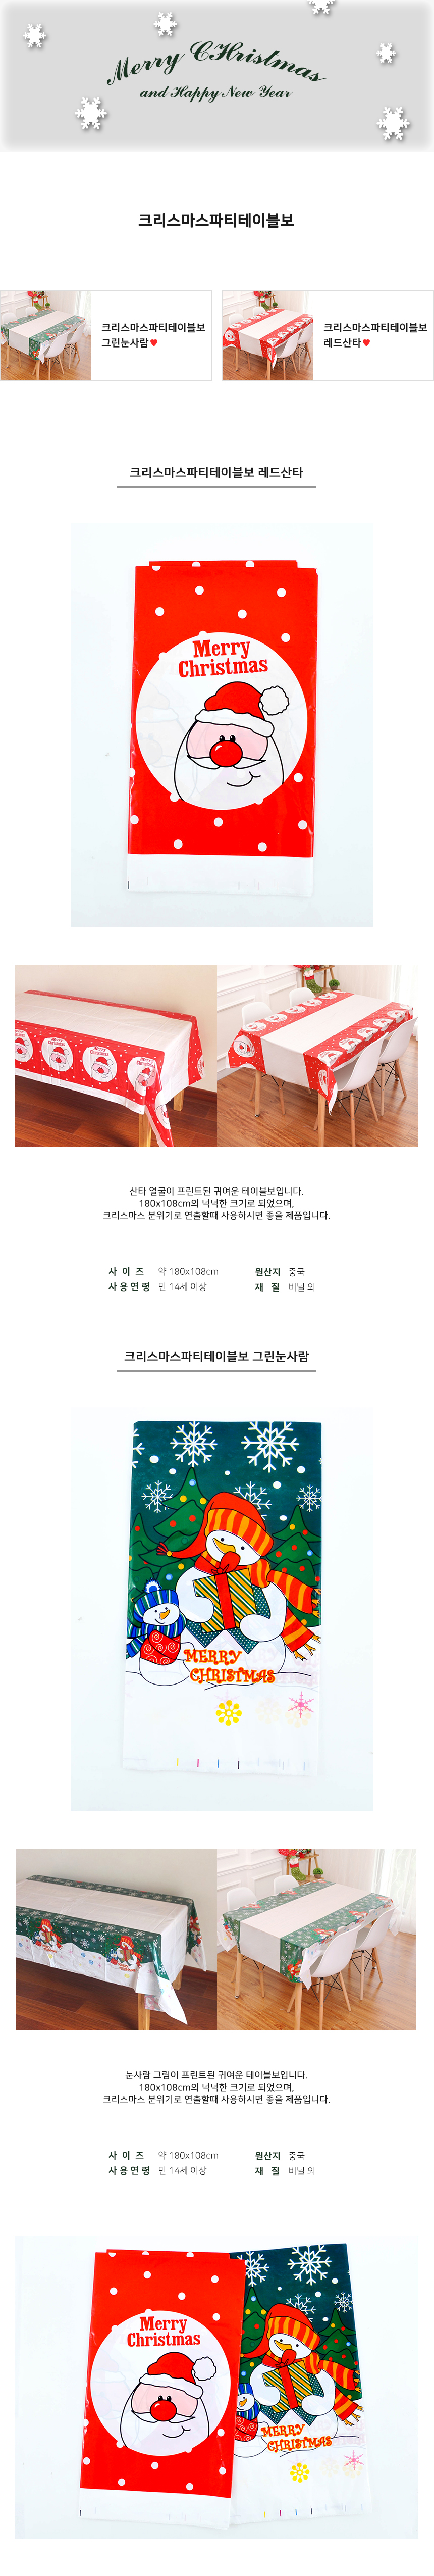 Merry CHristmas
and Happy New Year
크리스마스파티테이블보
크리스마스파티테이블보
그린눈사람♥
크리스마스파티테이블보
레드산타♥
크리스마스파티테이블보 레드산타
Merry
Christmas
산타 얼굴이 프린트된 귀여운 테이블보입니다.
180x108cm의 넉넉한 크기로 되었으며,
크리스마스 분위기로 연출할때 사용하시면 좋을 제품입니다.
사 이 즈 약 180x108cm 원산지 중국
사용연령 만 14세 이상 재 질 비닐 외
크리스마스파티테이블보 그린눈사람
MERRY
CHRISTMAS
눈사람 그림이 프린트된 귀여운 테이블보입니다.
180x108cm의 넉넉한 크기로 되었으며,
크리스마스 분위기로 연출할때 사용하시면 좋을 제품입니다.
사 이 즈 약 180x108cm 원산지 중국
사용연령 만 14세 이상 재 질 비닐 외
Merry
Christmas
MERRY
CHRISTMAS